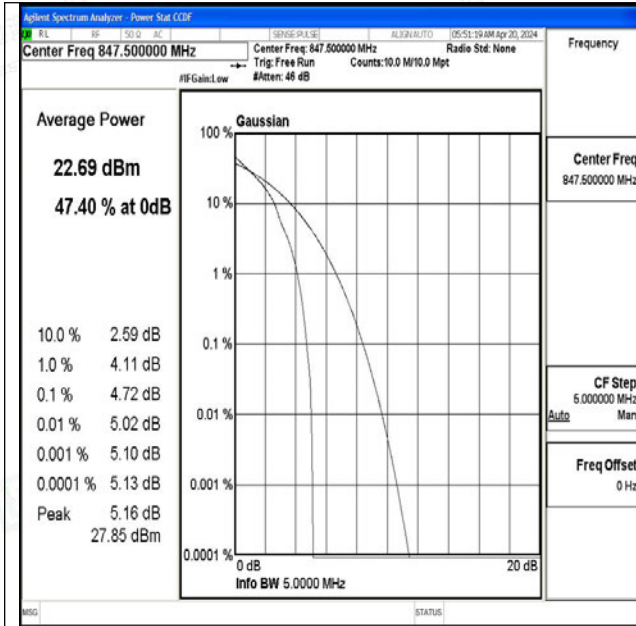 Agilent Spectrum Analyzer - Power Stat CCDF
RL RF 50 Ω AC SENSE:PULSE ALIGNAUTO 05:51:19 AM Apr 20, 2024
Center Freq 847.500000 MHz
Center Freq: 847.500000 MHz Radio Std: None
Trig: Free Run Counts:10.0 M/10.0 Mpt
#IFGain:Low #Atten: 46 dB
Frequency
Average Power
22.69 dBm
47.40 % at 0dB
10.0 % 2.59 dB
1.0 % 4.11 dB
0.1 % 4.72 dB
0.01 % 5.02 dB
0.001 % 5.10 dB
0.0001 % 5.13 dB
Peak 5.16 dB
27.85 dBm
Gaussian
100 %
10 %
1 %
0.1 %
0.01 %
0.001 %
0.0001 %
0 dB 20 dB
Info BW 5.0000 MHz
Center Freq
847.500000 MHz
CF Step
5.000000 MHz
Auto Man
Freq Offset
0 Hz
MSG STATUS